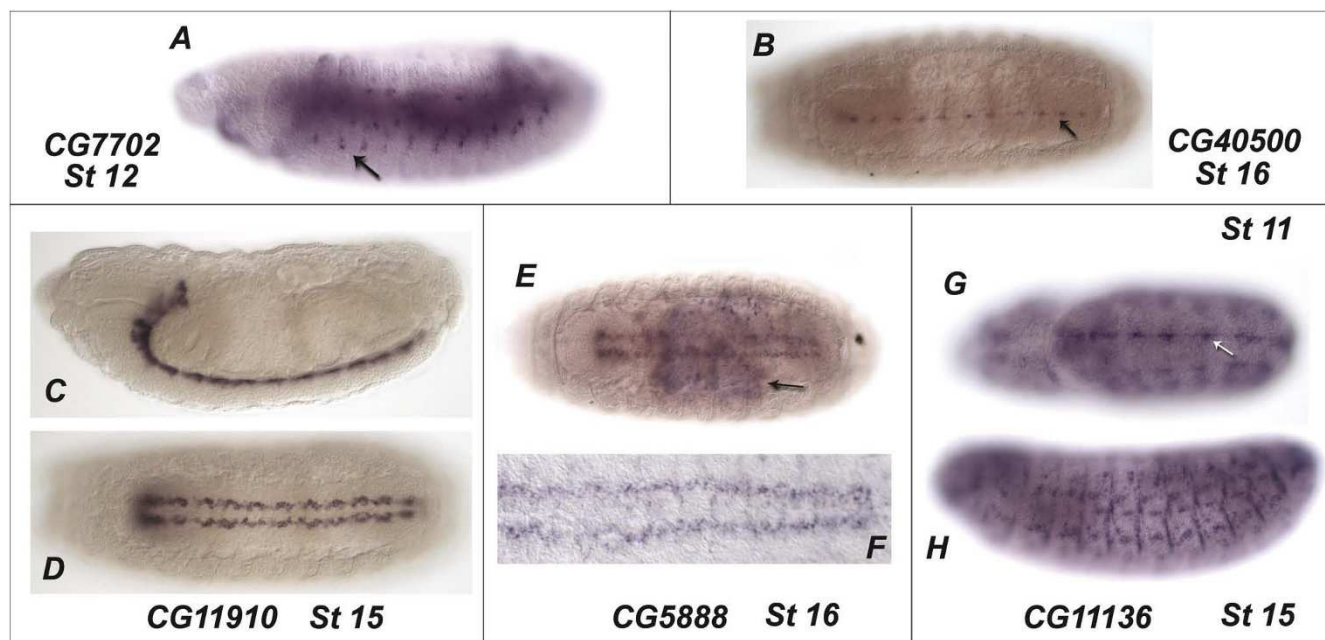 A
CG7702
St 12
B
CG40500
St 16
C
D
CG11910 St 15
E
F
CG5888 St 16
St 11
G
H
CG11136 St 15